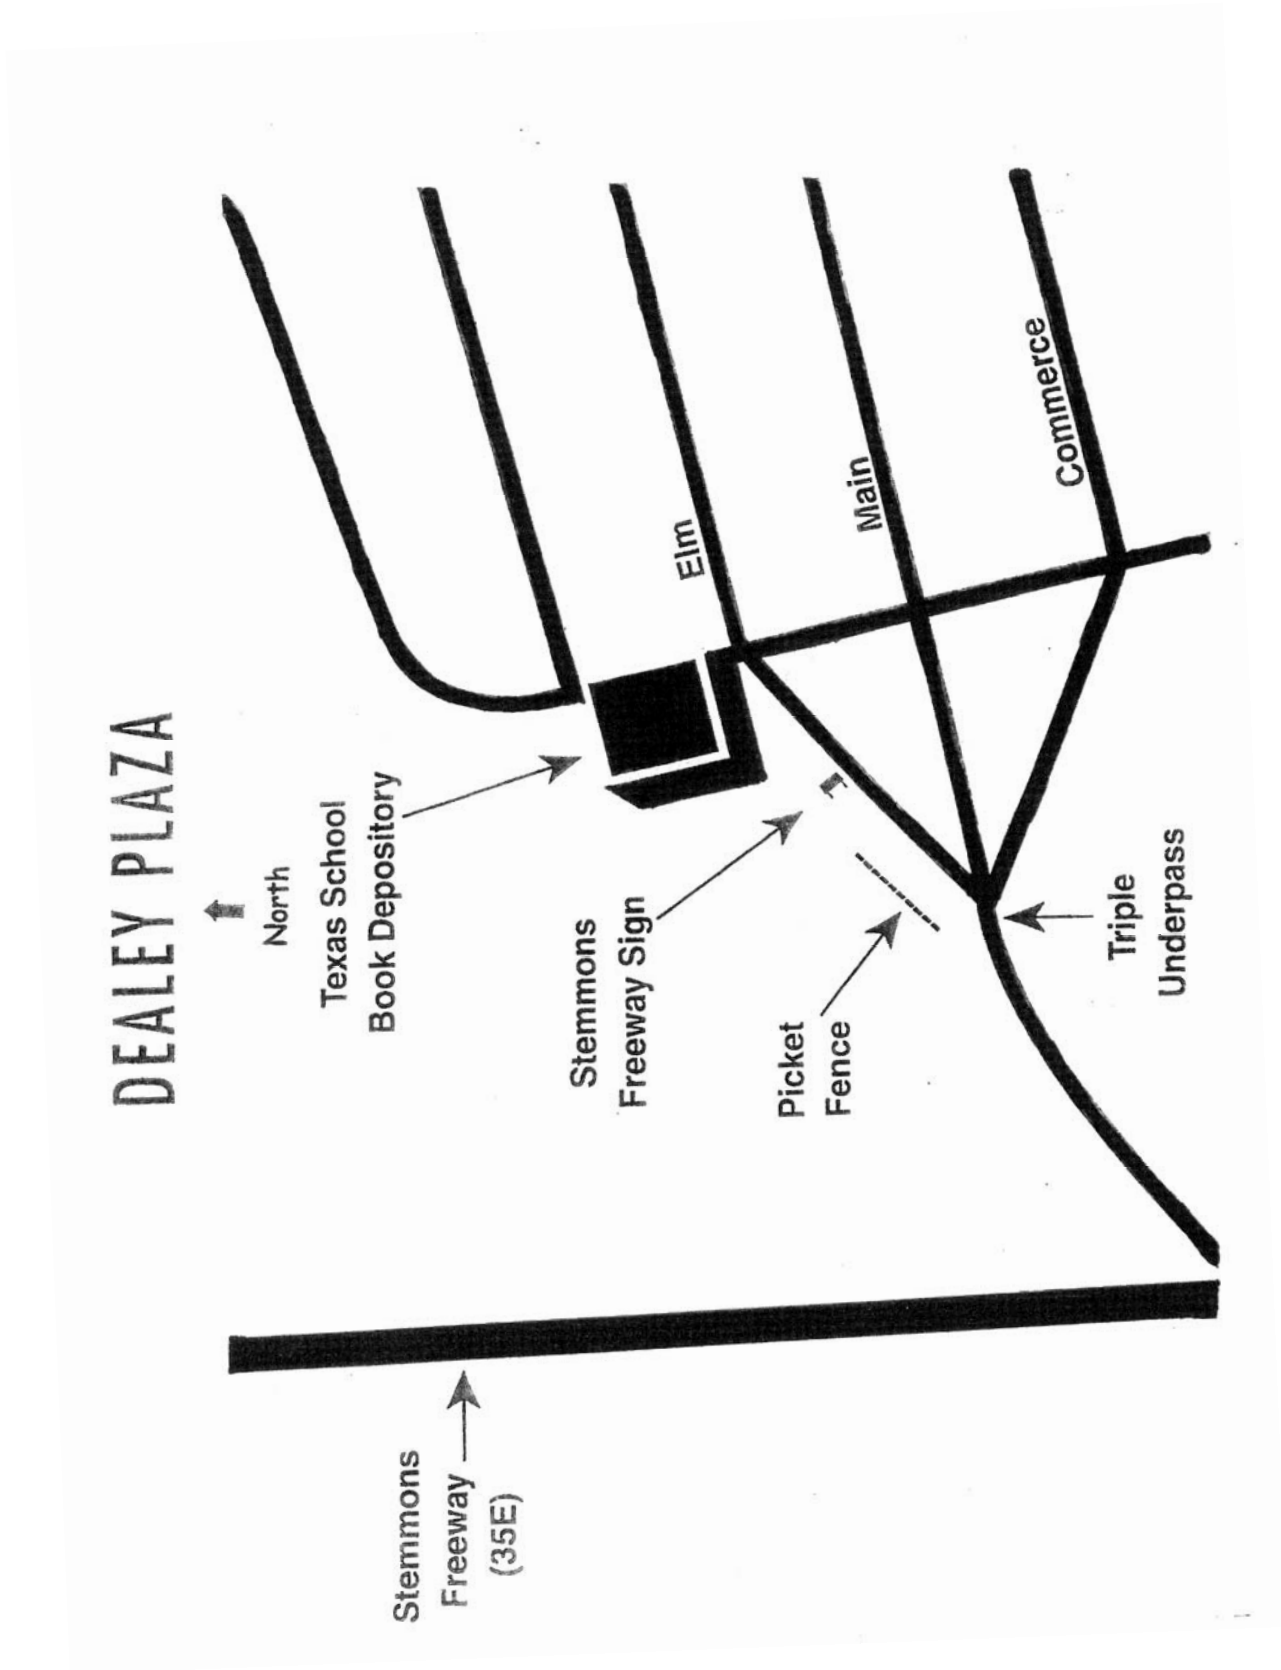 DEALEY PLAZA
North
Texas School
Book Depository
Stemmons
Freeway Sign
Picket
Fence
Elm
Main
Commerce
Triple
Underpass
Stemmons
Freeway
(35E)